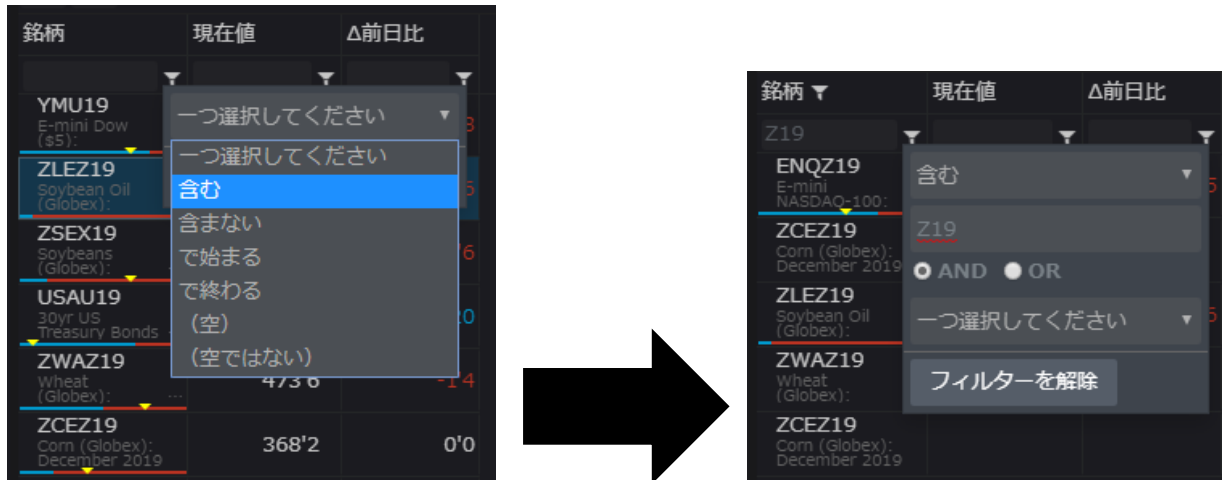 銘柄 現在値 Δ前日比
YMU19
E-mini Dow
($5):
一つ選択してください
一つ選択してください
含む
含まない
で始まる
で終わる
（空）
（空ではない）
ZLEZ19
Soybean Oil
(Globex):
ZSEX19
Soybeans
(Globex):
'6
USAU19
30yr US
Treasury Bonds
0
ZWAZ19
Wheat
(Globex): ...
473'6 -1'4
ZCEZ19
Corn (Globex):
December 2019
368'2 0'0
銘柄 現在値 Δ前日比
Z19
ENQZ19
E-mini
NASDAQ-100:
ZCEZ19
Corn (Globex):
December 2019
ZLEZ19
Soybean Oil
(Globex):
ZWAZ19
Wheat
(Globex):
ZCEZ19
Corn (Globex):
December 2019
含む
Z19
AND OR
一つ選択してください
フィルターを解除